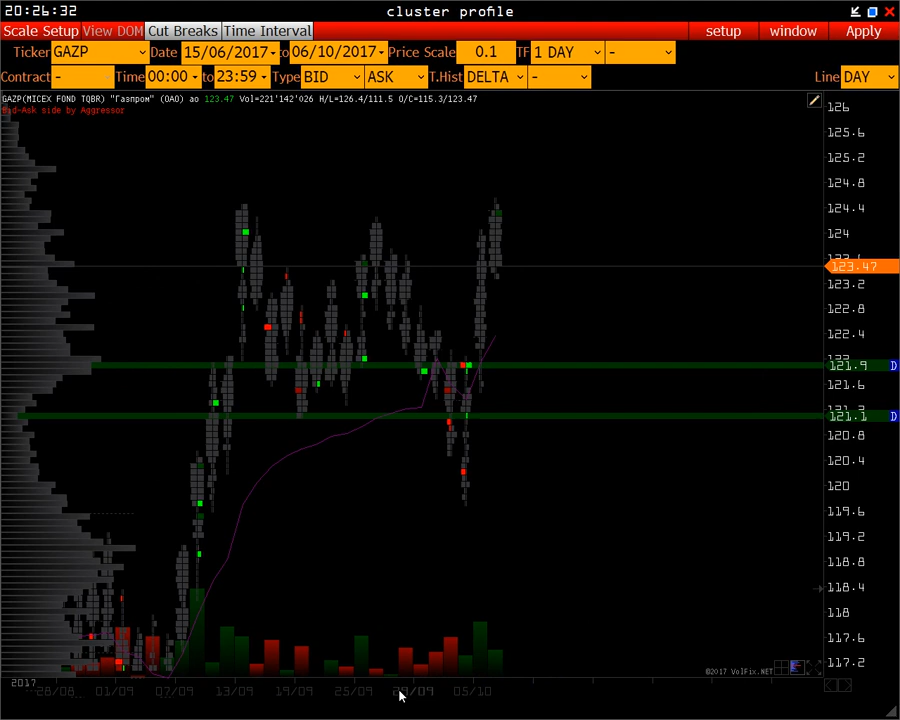 20:26:32 cluster profile
Scale Setup View DOM Cut Breaks Time Interval setup window Apply
Ticker GAZP Date 15/06/2017 to 06/10/2017 Price Scale 0.1 TF 1 DAY -
Contract - Time 00:00 to 23:59 Type BID ASK T.Hist DELTA - Line DAY
GAZP(MICEX FOND TQBR) "Газпром" (ОАО) ао 123.47 Vol=221'142'026 H/L=126.4/111.5 O/C=115.3/123.47
Bid-Ask side by Aggressor
126
125.6
125.2
124.8
124.4
124
123.47
123.2
122.8
122.4
121.9 D
121.6
121.1 D
120.8
120.4
120
119.6
119.2
118.8
118.4
118
117.6
117.2
©2017 VolFix.NET
2017 28/08 01/09 07/09 13/09 19/09 25/09 29/09 05/10